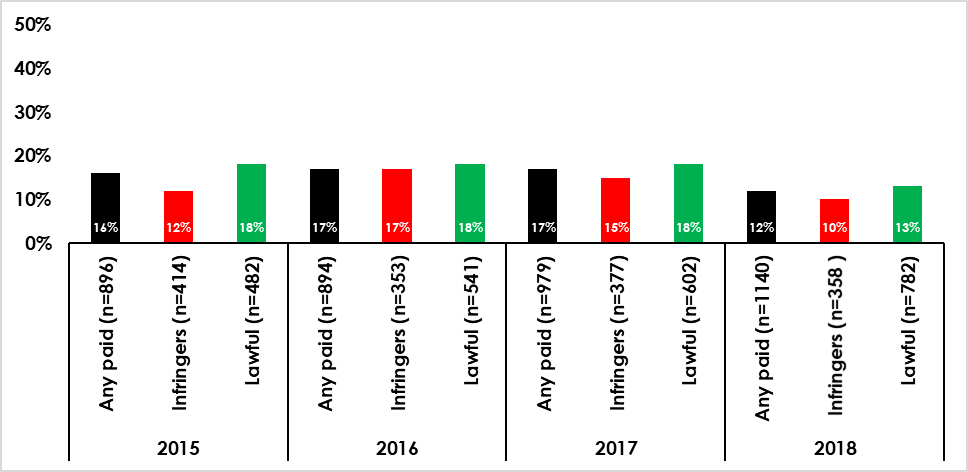 50%
40%
30%
20%
10%
0%
16%
12%
18%
17%
17%
18%
17%
15%
18%
12%
10%
13%
Any paid (n=896)
Infringers (n=414)
Lawful (n=482)
Any paid (n=894)
Infringers (n=353)
Lawful (n=541)
Any paid (n=979)
Infringers (n=377)
Lawful (n=602)
Any paid (n=1140)
Infringers (n=358 )
Lawful (n=782)
2015
2016
2017
2018